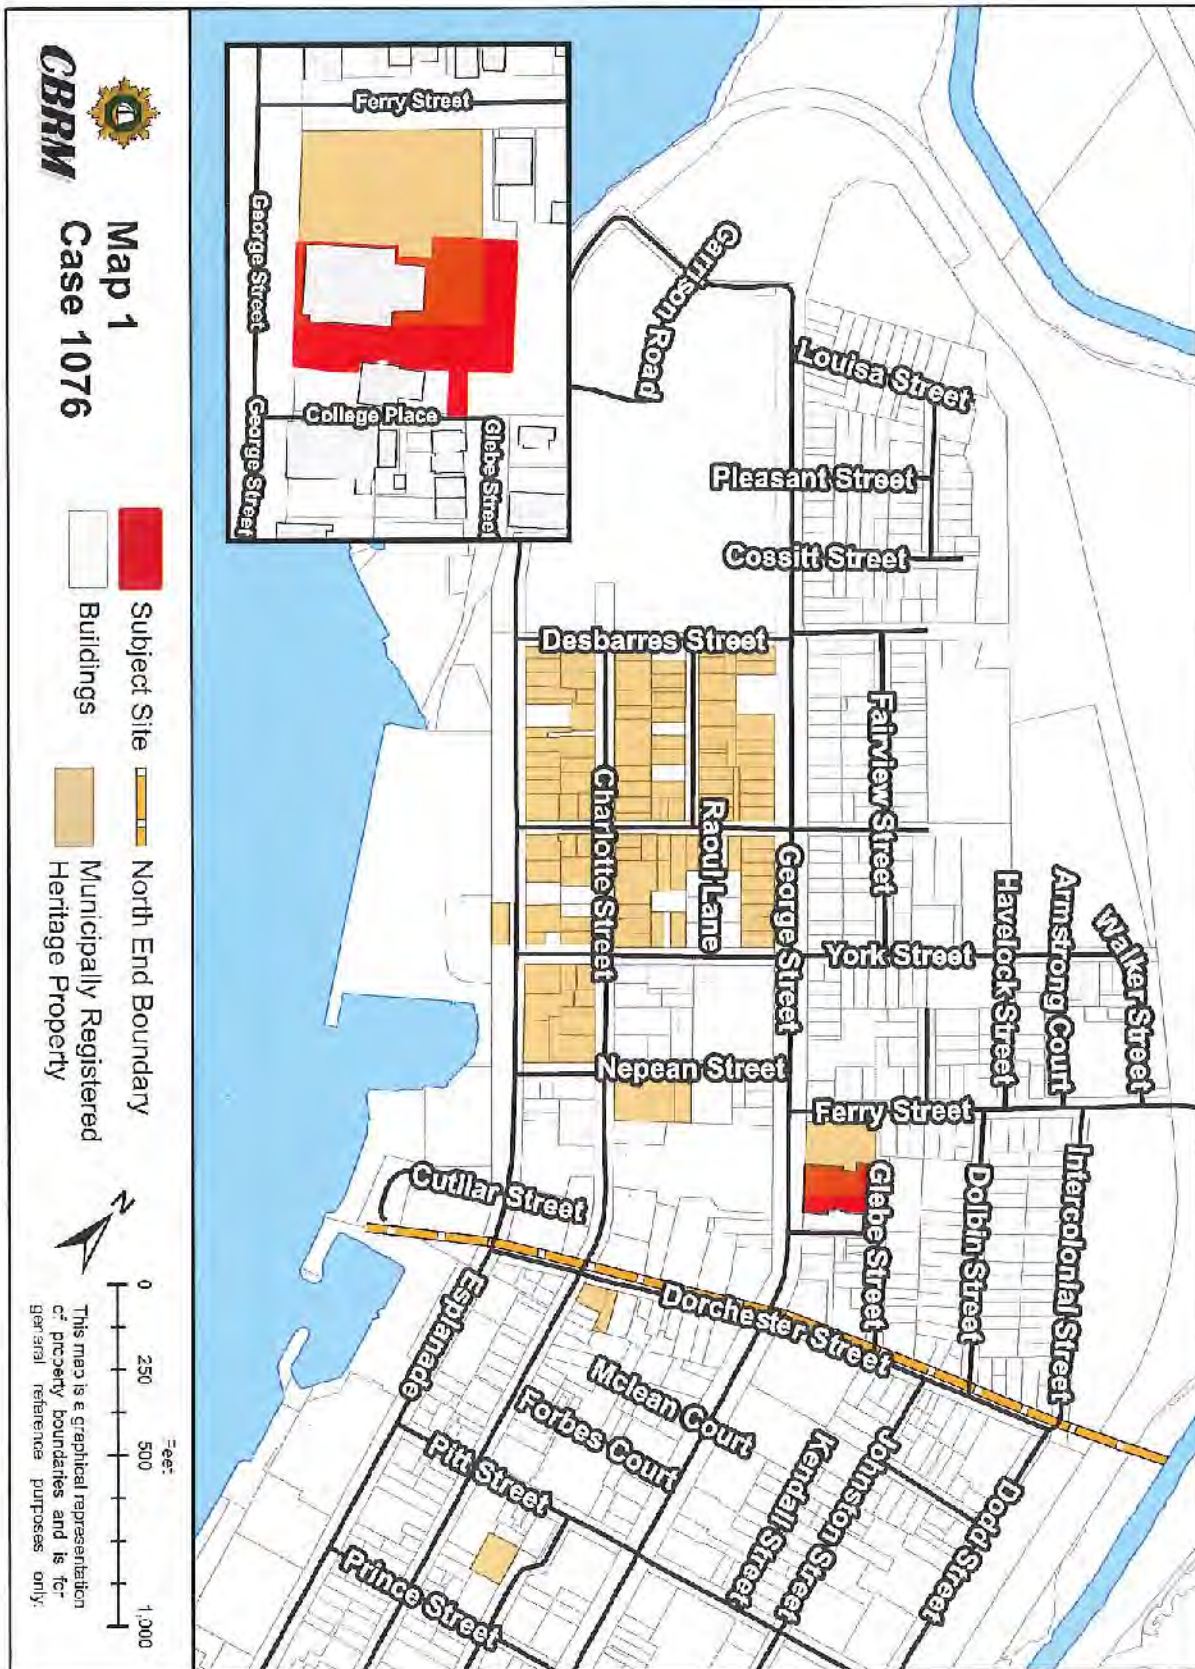 Ferry Street
George Street
College Place
George Street
Glebe Street
Garrison Road
Louisa Street
Pleasant Street
Cossitt Street
Desbarres Street
Fairview Street
Charlotte Street
Raoul Lane
George Street
York Street
Havelock Street
Armstrong Court
Walker Street
Nepean Street
Ferry Street
Glebe Street
Dolbin Street
Intercolonial Street
Cutllar Street
Dorchester Street
Esplanade
Mclean Court
Forbes Court
Pitt Street
Prince Street
Kendall Street
Johnston Street
Dodd Street
CBRM
Map 1
Case 1076
Subject Site
Buildings
North End Boundary
Municipally Registered
Heritage Property
N
0 250 500 1,000
Feet
This map is a graphical representation
of property boundaries and is for
general reference purposes only.